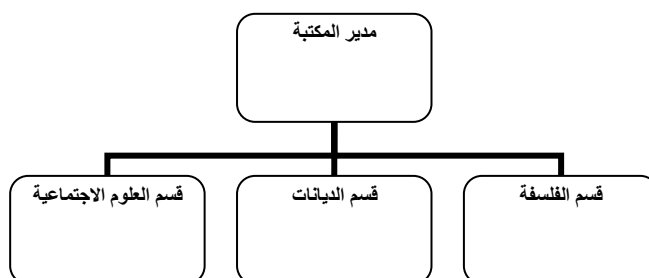 مدير المكتبة
قسم الفلسفة
قسم الديانات
قسم العلوم الاجتماعية